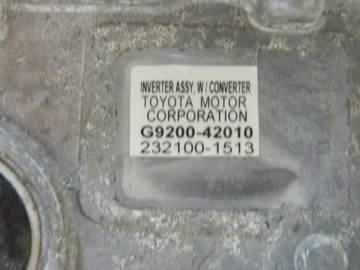 INVERTER ASSY, W / CONVERTER
TOYOTA MOTOR
CORPORATION
G9200-42010
232100-1513